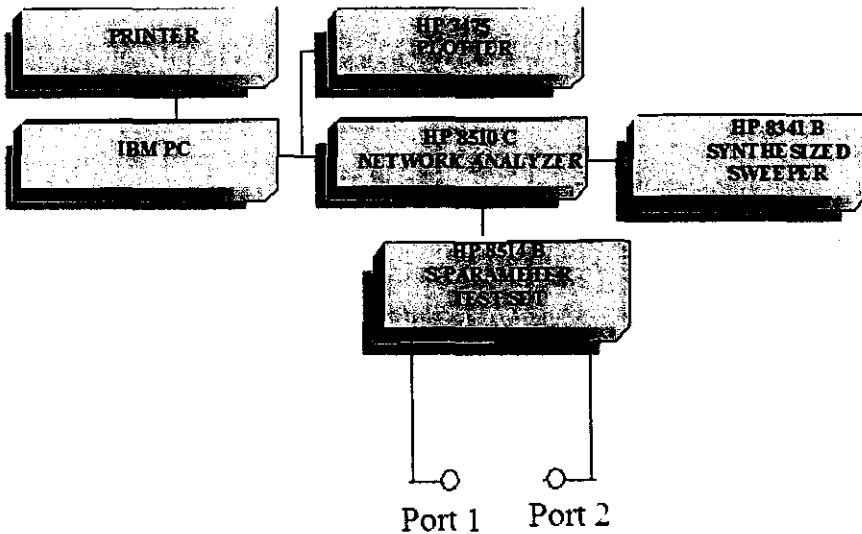 PRINTER
HP 7475
PLOTTER
IBM PC
HP 8510 C
NETWORK ANALYZER
HP 8341 B
SYNTHESIZED
SWEEPER
HP 8514 B
S-PARAMETER
TEST SET
Port 1
Port 2